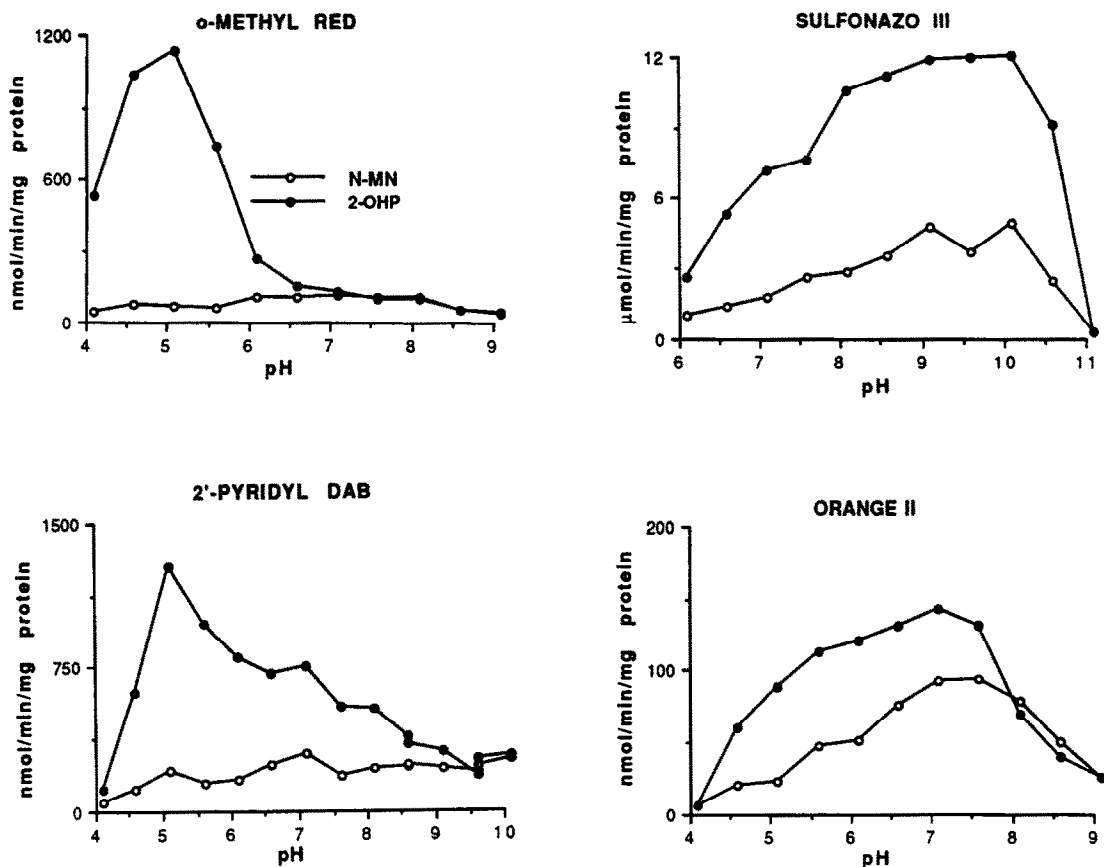 o-METHYL RED
1200
600
0
nmol/min/mg protein
N-MN
2-OHP
4 5 6 7 8 9
pH
SULFONAZO III
12
6
0
µmol/min/mg protein
6 7 8 9 10 11
pH
2'-PYRIDYL DAB
1500
750
0
nmol/min/mg protein
4 5 6 7 8 9 10
pH
ORANGE II
200
100
0
nmol/min/mg protein
4 5 6 7 8 9
pH